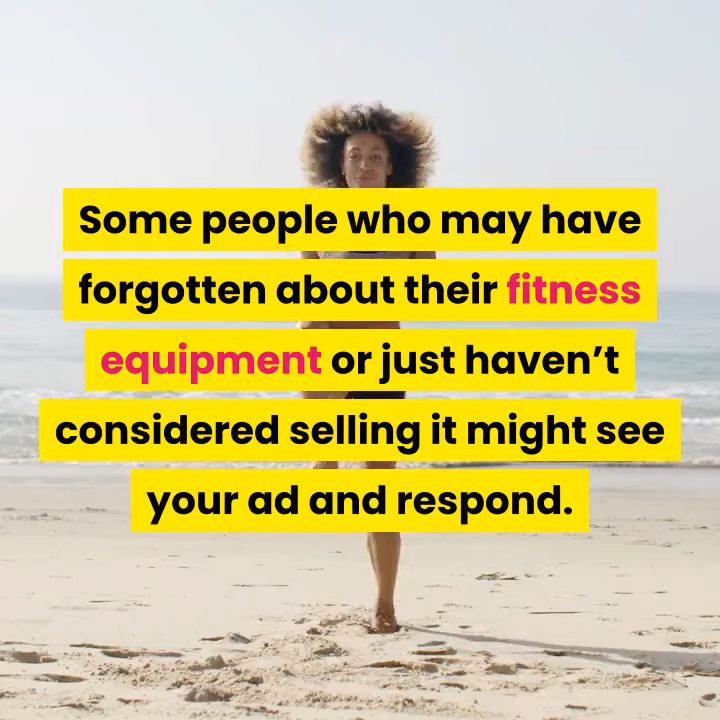 Some people who may have
forgotten about their fitness
equipment or just haven’t
considered selling it might see
your ad and respond.